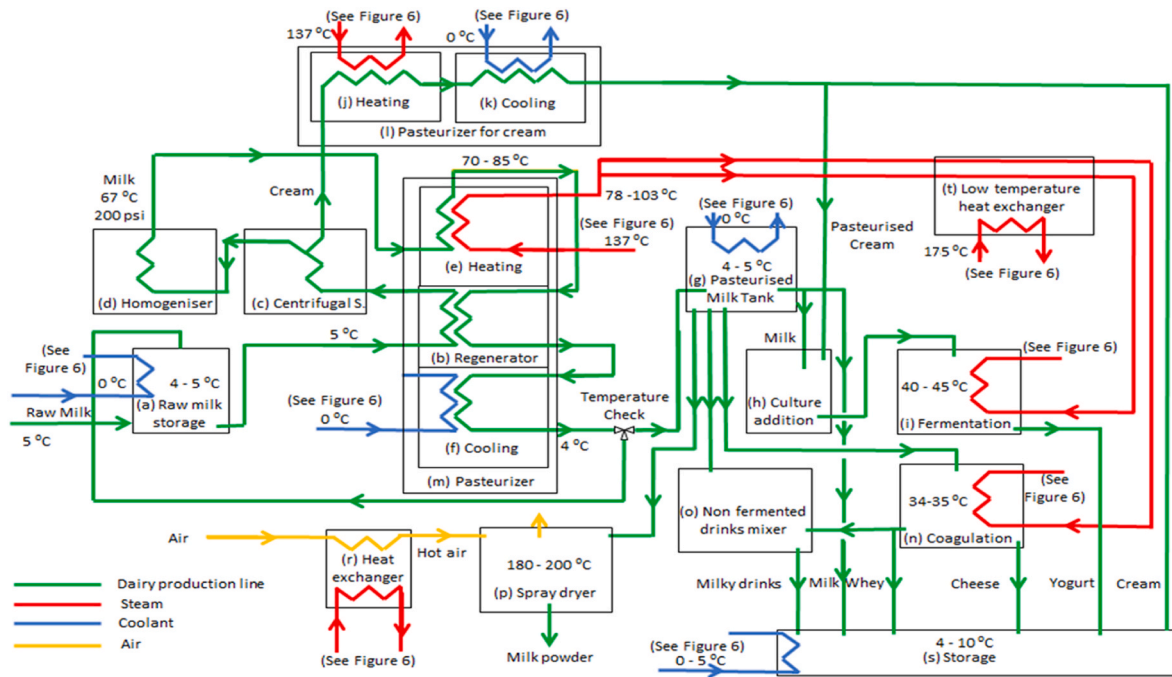 (See Figure 6)
(See Figure 6)
137 °C
0 °C
(j) Heating
(k) Cooling
(l) Pasteurizer for cream
70 - 85 °C
Milk
67 °C
200 psi
Cream
78 -103°C
(See Figure 6)
137 °C
(e) Heating
(See Figure 6)
0 °C
4 - 5 °C
(g) Pasteurised
Milk Tank
Pasteurised
Cream
(t) Low temperature
heat exchanger
175 °C
(See Figure 6)
(d) Homogeniser
(c) Centrifugal S.
5 °C
(b) Regenerator
(See
Figure 6)
0 °C
4 - 5 °C
(a) Raw milk
storage
Raw Milk
5 °C
(See Figure 6)
0 °C
(f) Cooling
4 °C
(m) Pasteurizer
Temperature
Check
Milk
(h) Culture
addition
(See Figure 6)
40 - 45 °C
(i) Fermentation
(See
Figure 6)
34-35 °C
(n) Coagulation
(o) Non fermented
drinks mixer
Air
Hot air
(r) Heat
exchanger
180 - 200 °C
(p) Spray dryer
(See Figure 6)
Milk powder
Dairy production line
Steam
Coolant
Air
Milky drinks
Milk
Whey
Cheese
Yogurt
Cream
(See Figure 6)
0 - 5 °C
4 - 10 °C
(s) Storage